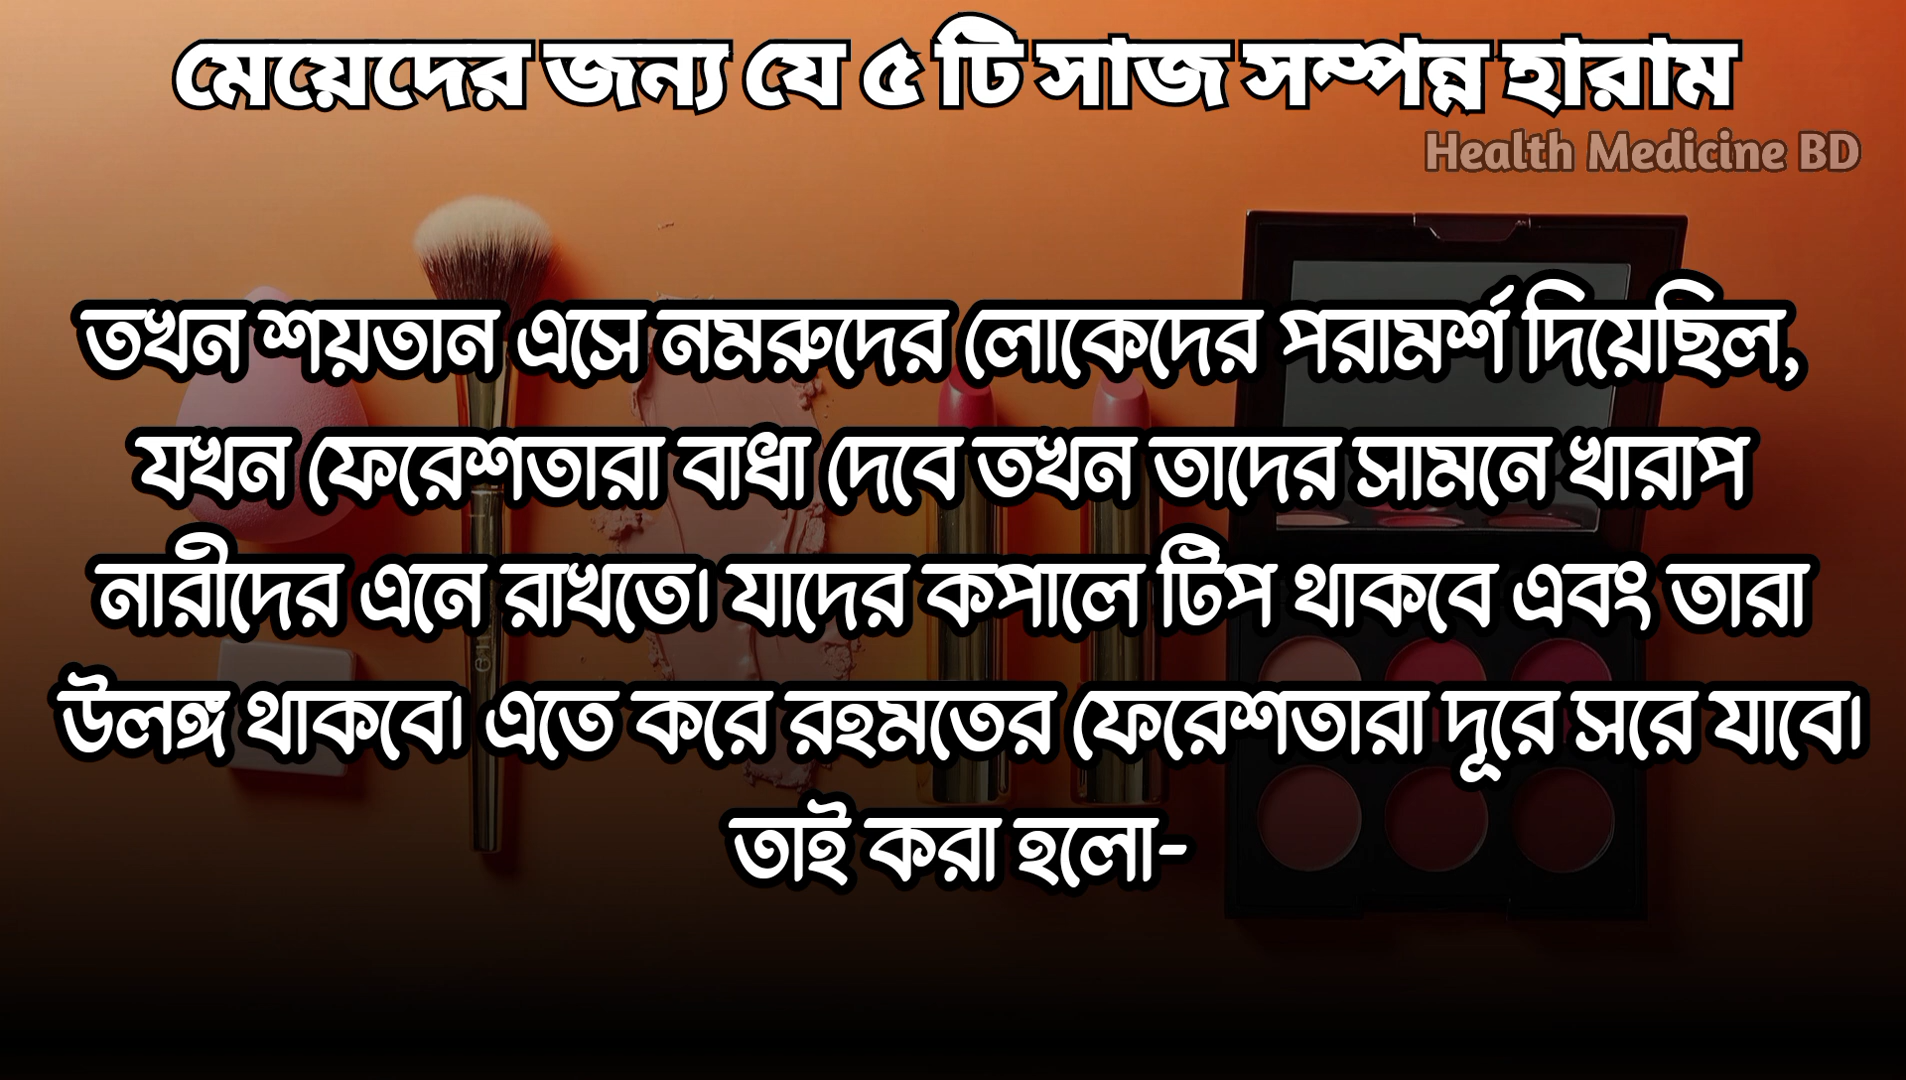 মেয়েদের জন্য যে ৫ টি সাজ সম্পন্ন হারাম
Health Medicine BD
তখন শয়তান এসে নমরুদের লোকেদের পরামর্শ দিয়েছিল,
যখন ফেরেশতারা বাধা দেবে তখন তাদের সামনে খারাপ
নারীদের এনে রাখতে। যাদের কপালে টিপ থাকবে এবং তারা
উলঙ্গ থাকবে। এতে করে রহমতের ফেরেশতারা দূরে সরে যাবে।
তাই করা হলো-